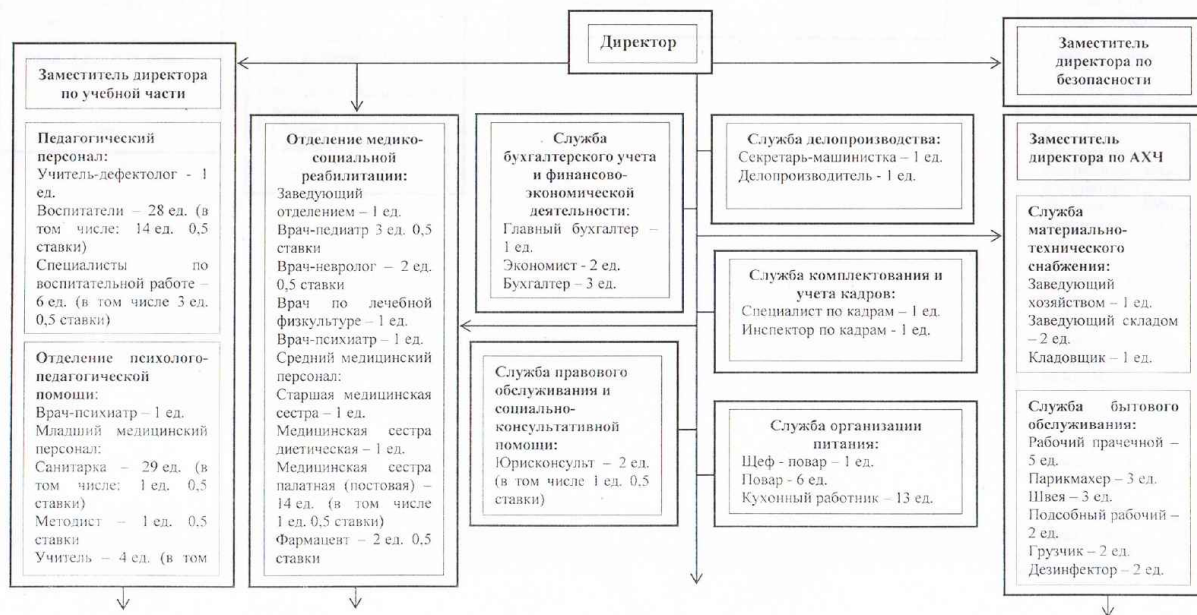 Директор
Заместитель директора
по учебной части
Педагогический
персонал:
Учитель-дефектолог - 1
ед.
Воспитатели – 28 ед. (в
том числе: 14 ед. 0,5
ставки)
Специалисты по
воспитательной работе –
6 ед. (в том числе 3 ед.
0,5 ставки)
Отделение психолого-
педагогической
помощи:
Врач-психиатр – 1 ед.
Младший медицинский
персонал:
Санитарка – 29 ед. (в
том числе: 1 ед. 0,5
ставки)
Методист – 1 ед. 0,5
ставки
Учитель – 4 ед. (в том
Отделение медико-
социальной
реабилитации:
Заведующий
отделением – 1 ед.
Врач-педиатр 3 ед. 0,5
ставки
Врач-невролог – 2 ед.
0,5 ставки
Врач по лечебной
физкультуре – 1 ед.
Врач-психиатр – 1 ед.
Средний медицинский
персонал:
Старшая медицинская
сестра – 1 ед.
Медицинская сестра
диетическая – 1 ед.
Медицинская сестра
палатная (постовая) –
14 ед. (в том числе
1 ед. 0,5 ставки)
Фармацевт – 2 ед. 0,5
ставки
Служба
бухгалтерского учета
и финансово-
экономической
деятельности:
Главный бухгалтер –
1 ед.
Экономист - 2 ед.
Бухгалтер – 3 ед.
Служба правового
обслуживания и
социально-
консультативной
помощи:
Юрисконсульт – 2 ед.
(в том числе 1 ед. 0,5
ставки)
Служба делопроизводства:
Секретарь-машинистка – 1 ед.
Делопроизводитель - 1 ед.
Служба комплектования и
учета кадров:
Специалист по кадрам – 1 ед.
Инспектор по кадрам - 1 ед.
Служба организации
питания:
Щеф - повар – 1 ед.
Повар - 6 ед.
Кухонный работник – 13 ед.
Заместитель
директора по
безопасности
Заместитель
директора по АХЧ
Служба
материально-
технического
снабжения:
Заведующий
хозяйством – 1 ед.
Заведующий складом
– 2 ед.
Кладовщик – 1 ед.
Служба бытового
обслуживания:
Рабочий прачечной –
5 ед.
Парикмахер – 3 ед.
Швея – 3 ед.
Подсобный рабочий –
2 ед.
Грузчик – 2 ед.
Дезинфектор – 2 ед.